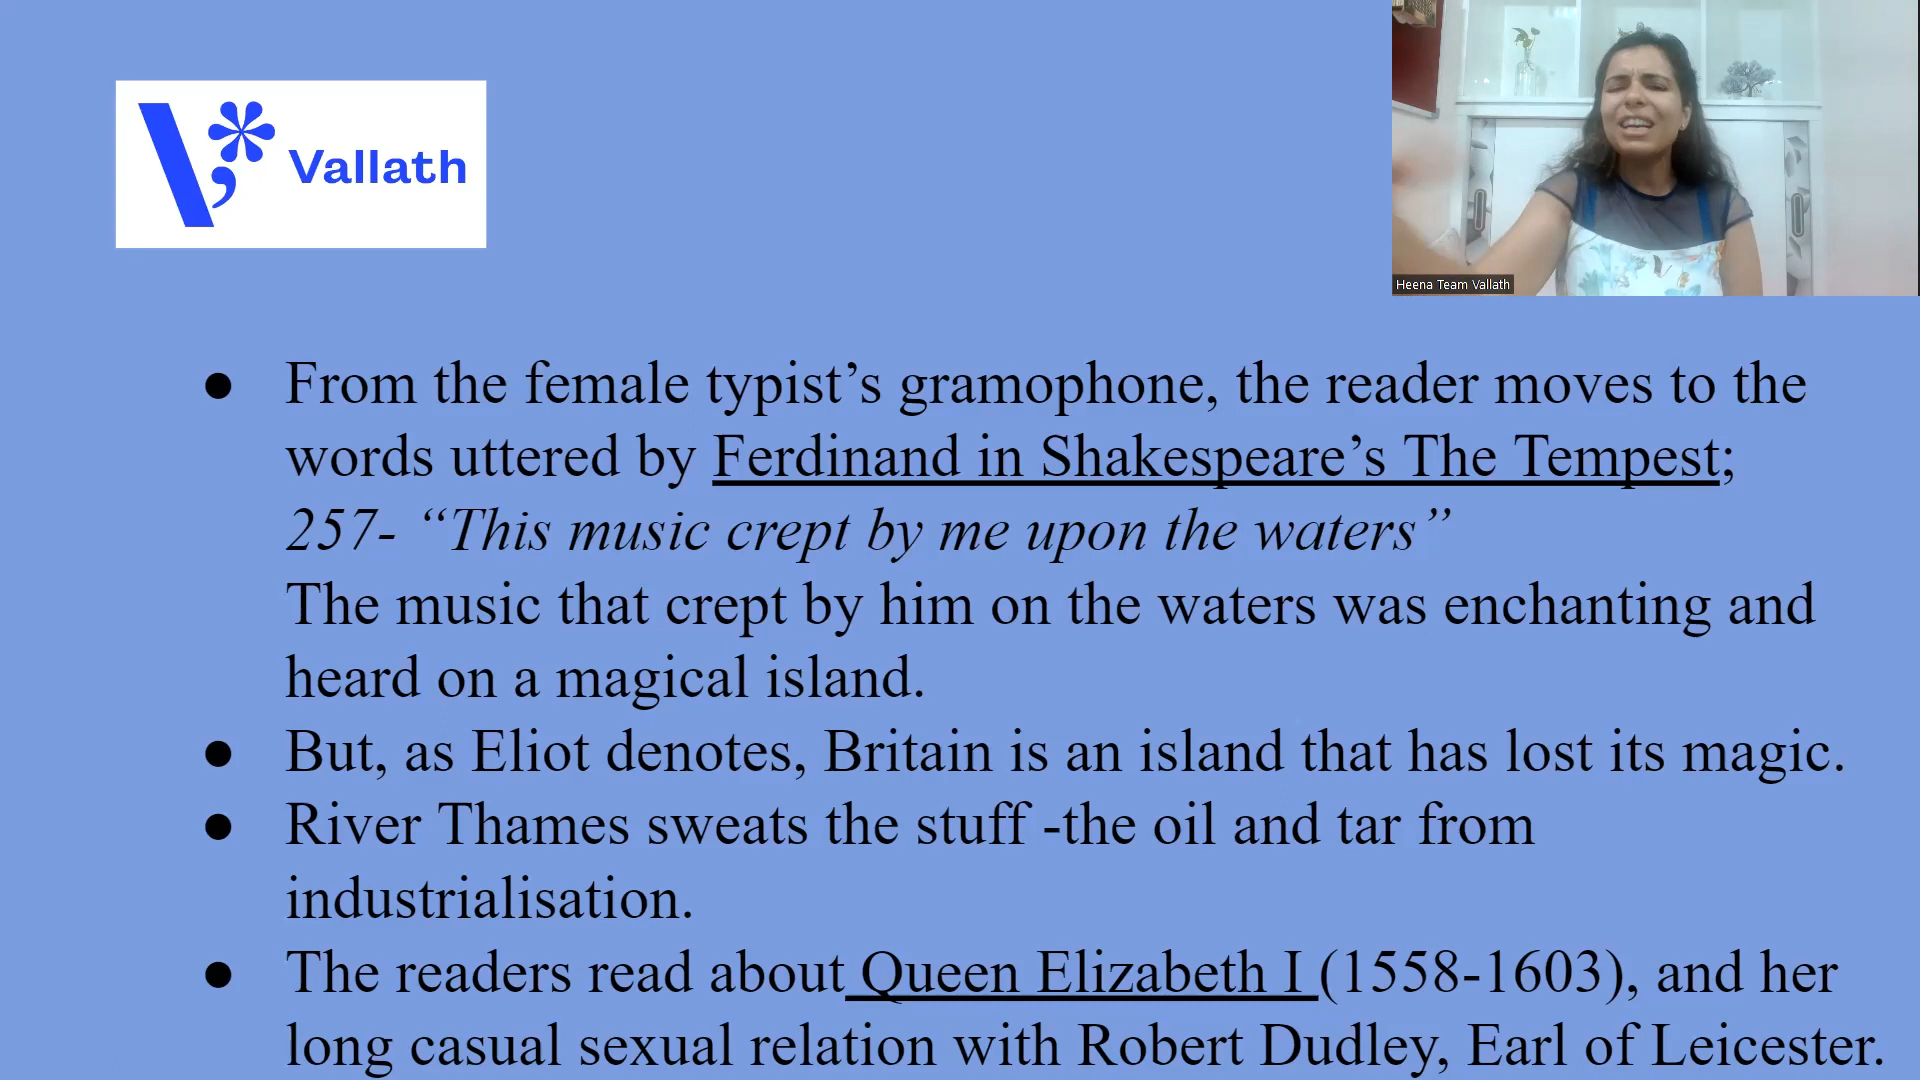 Vallath
Heena Team Vallath
● From the female typist’s gramophone, the reader moves to the
words uttered by Ferdinand in Shakespeare’s The Tempest;
257- “This music crept by me upon the waters”
The music that crept by him on the waters was enchanting and
heard on a magical island.
● But, as Eliot denotes, Britain is an island that has lost its magic.
● River Thames sweats the stuff -the oil and tar from
industrialisation.
● The readers read about Queen Elizabeth I (1558-1603), and her
long casual sexual relation with Robert Dudley, Earl of Leicester.